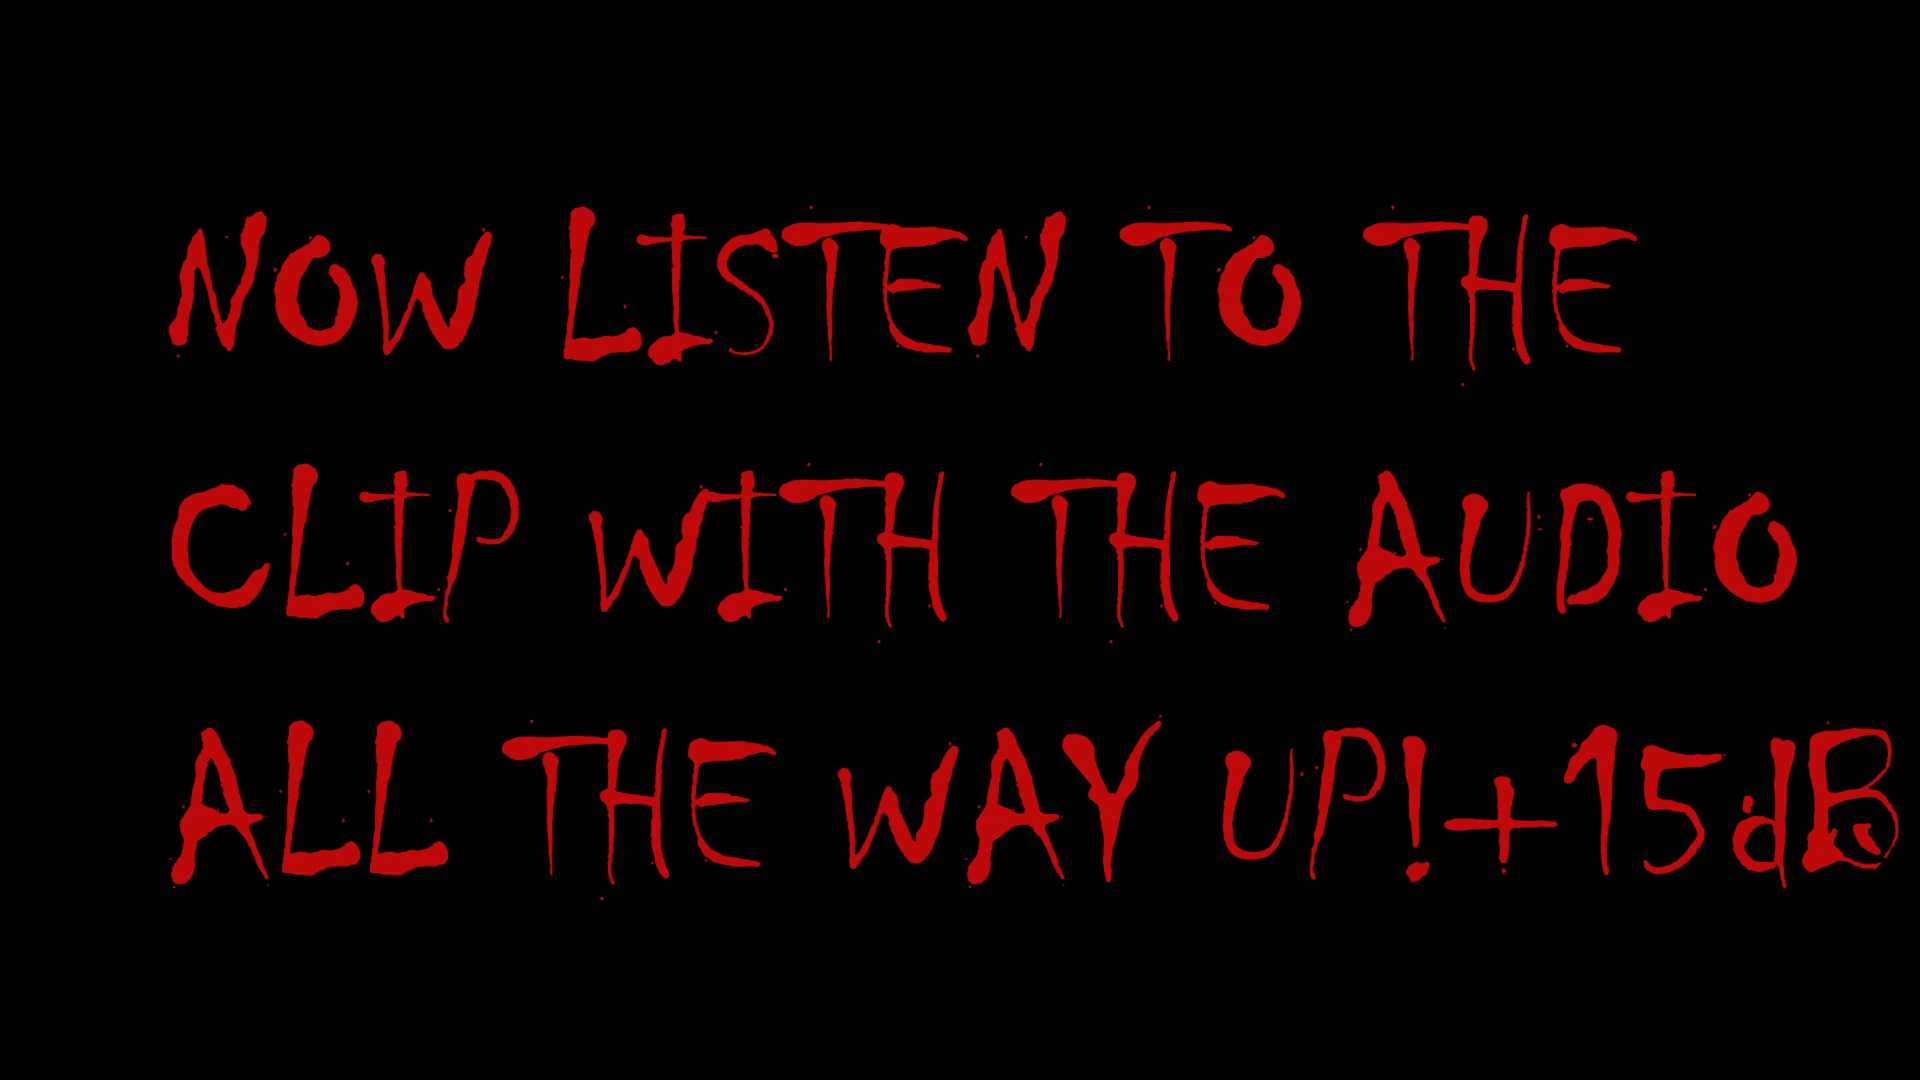 NOW LISTEN TO THE
CLIP WITH THE AUDIO
ALL THE WAY UP!+15dB